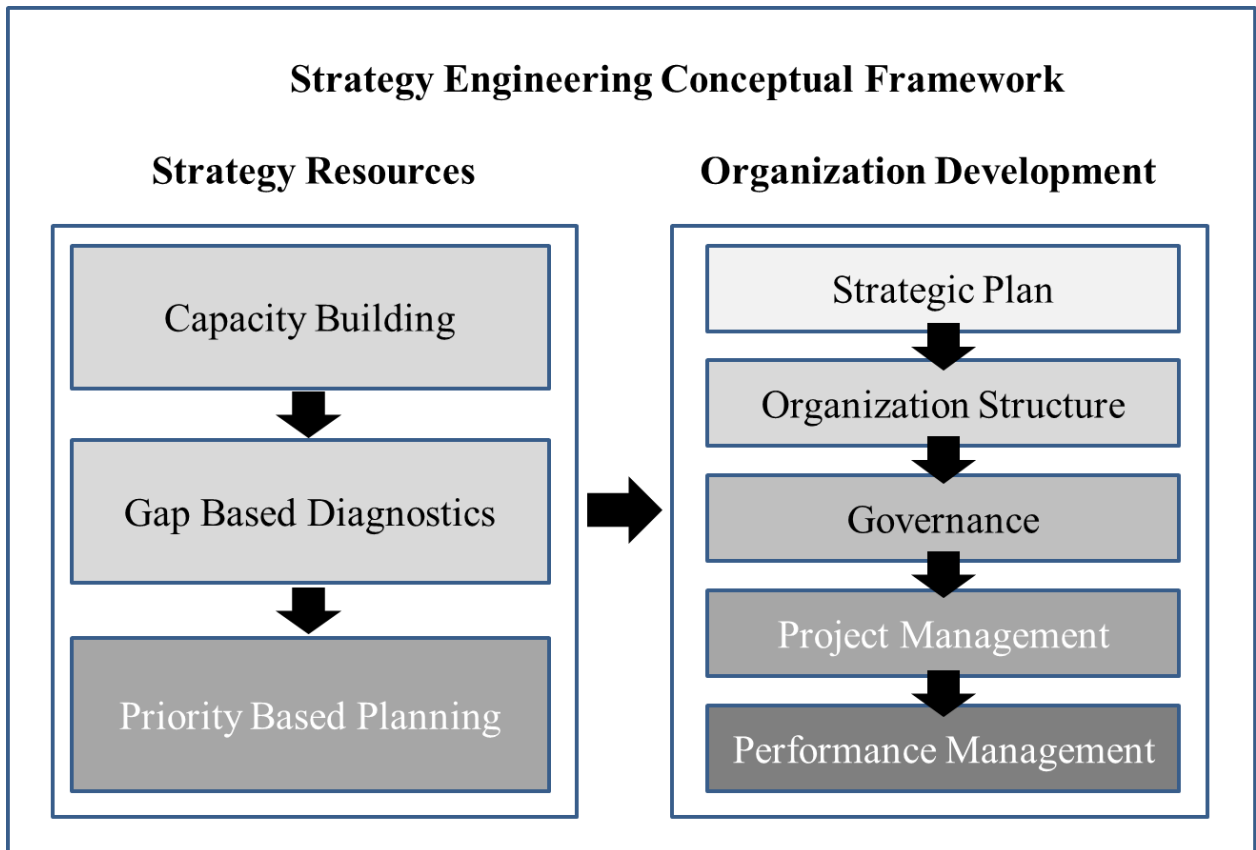 Strategy Engineering Conceptual Framework
Strategy Resources
Capacity Building
Gap Based Diagnostics
Priority Based Planning
Organization Development
Strategic Plan
Organization Structure
Governance
Project Management
Performance Management